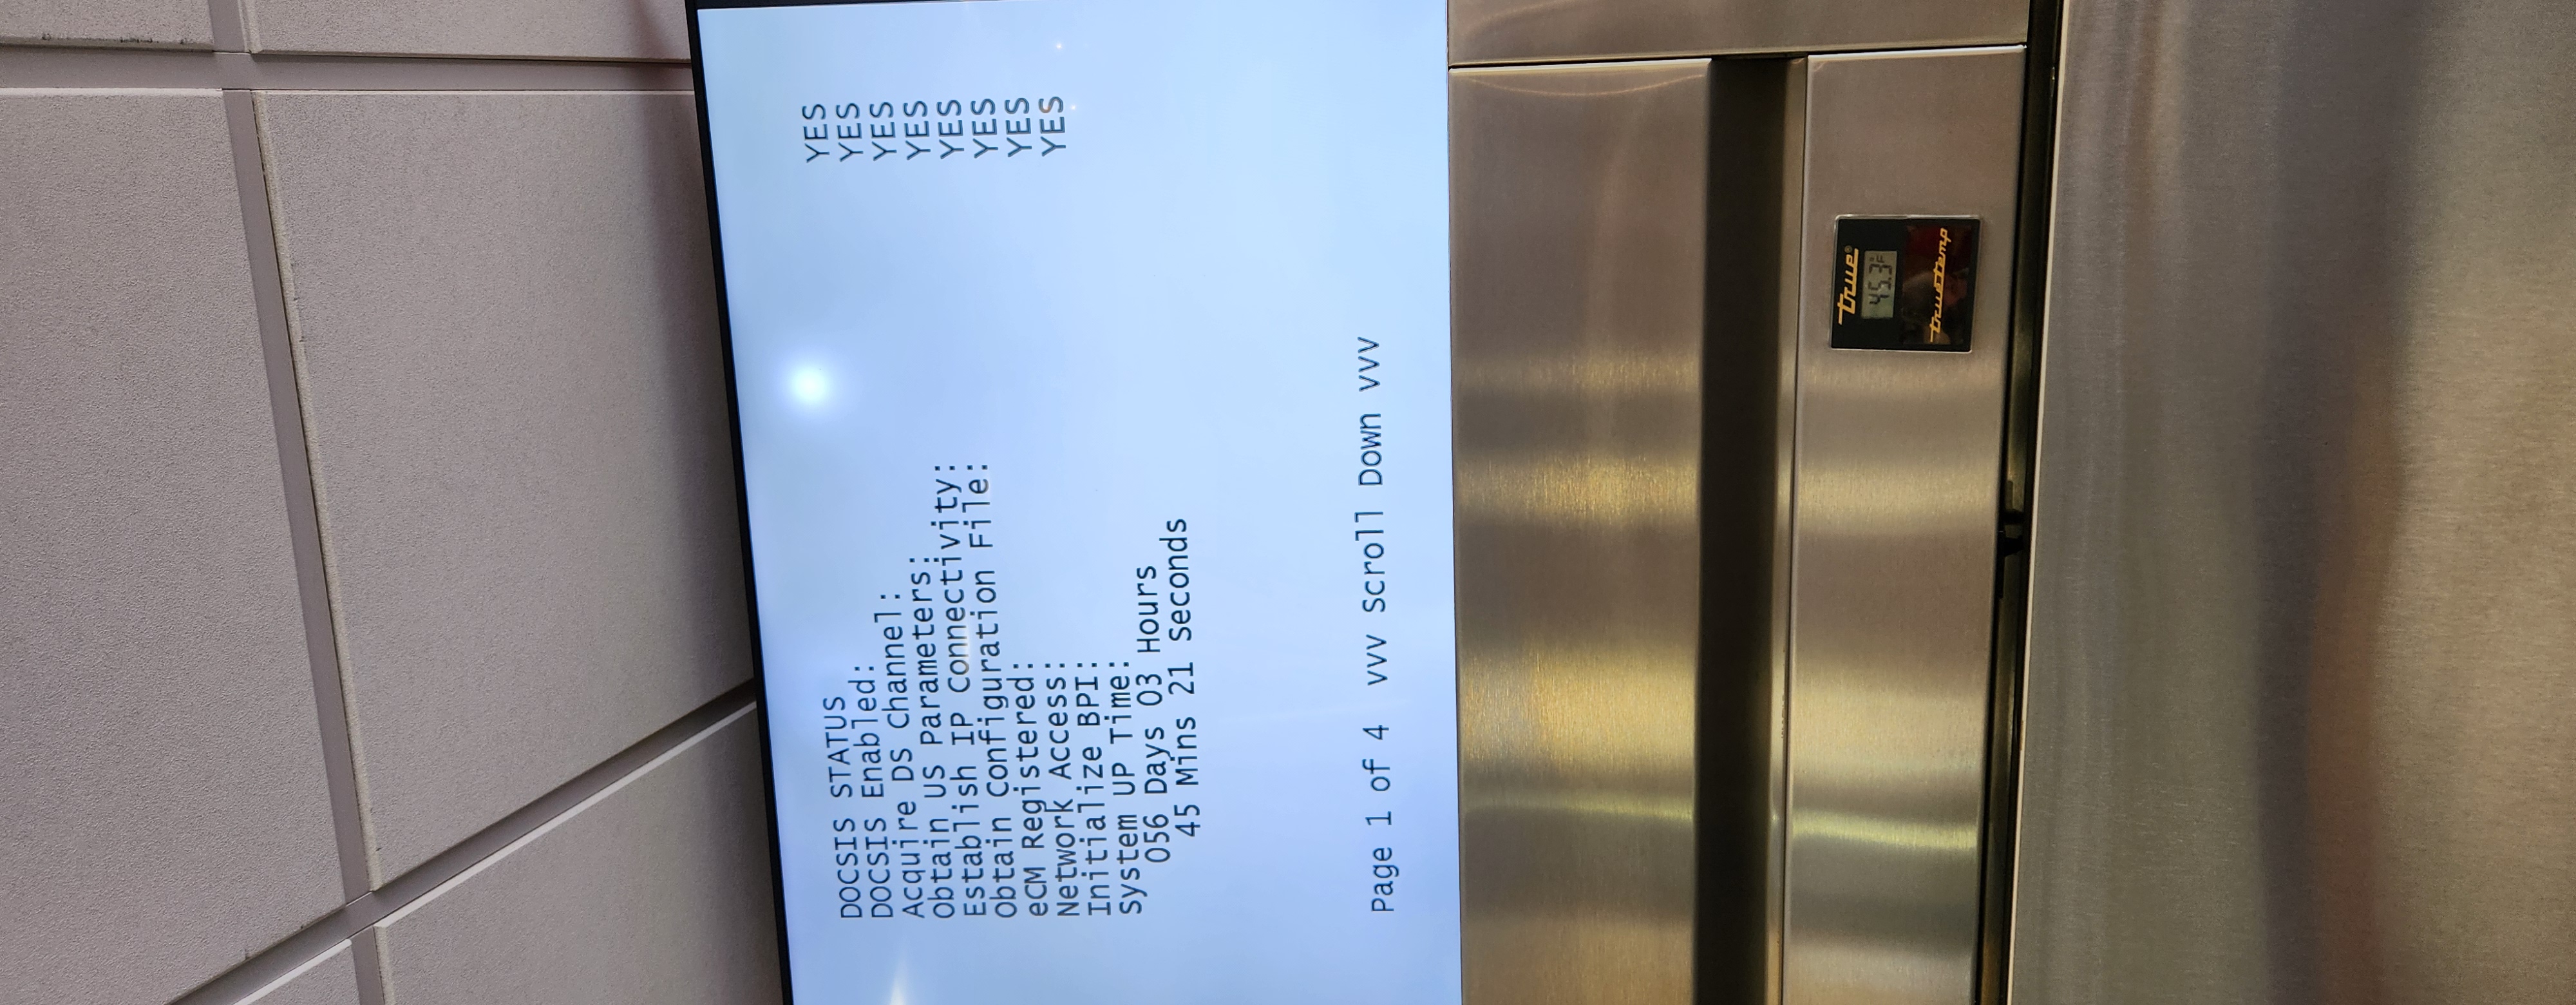 DOCSIS STATUS
DOCSIS Enabled: YES
Acquire DS Channel: YES
Obtain US Parameters: YES
Establish IP Connectivity: YES
Obtain Configuration File: YES
eCM Registered: YES
Network Access: YES
Initialize BPI: YES
System UP Time:
056 Days 03 Hours
45 Mins 21 Seconds
Page 1 of 4 vvv Scroll Down vvv
true®
45.3°F
truetemp